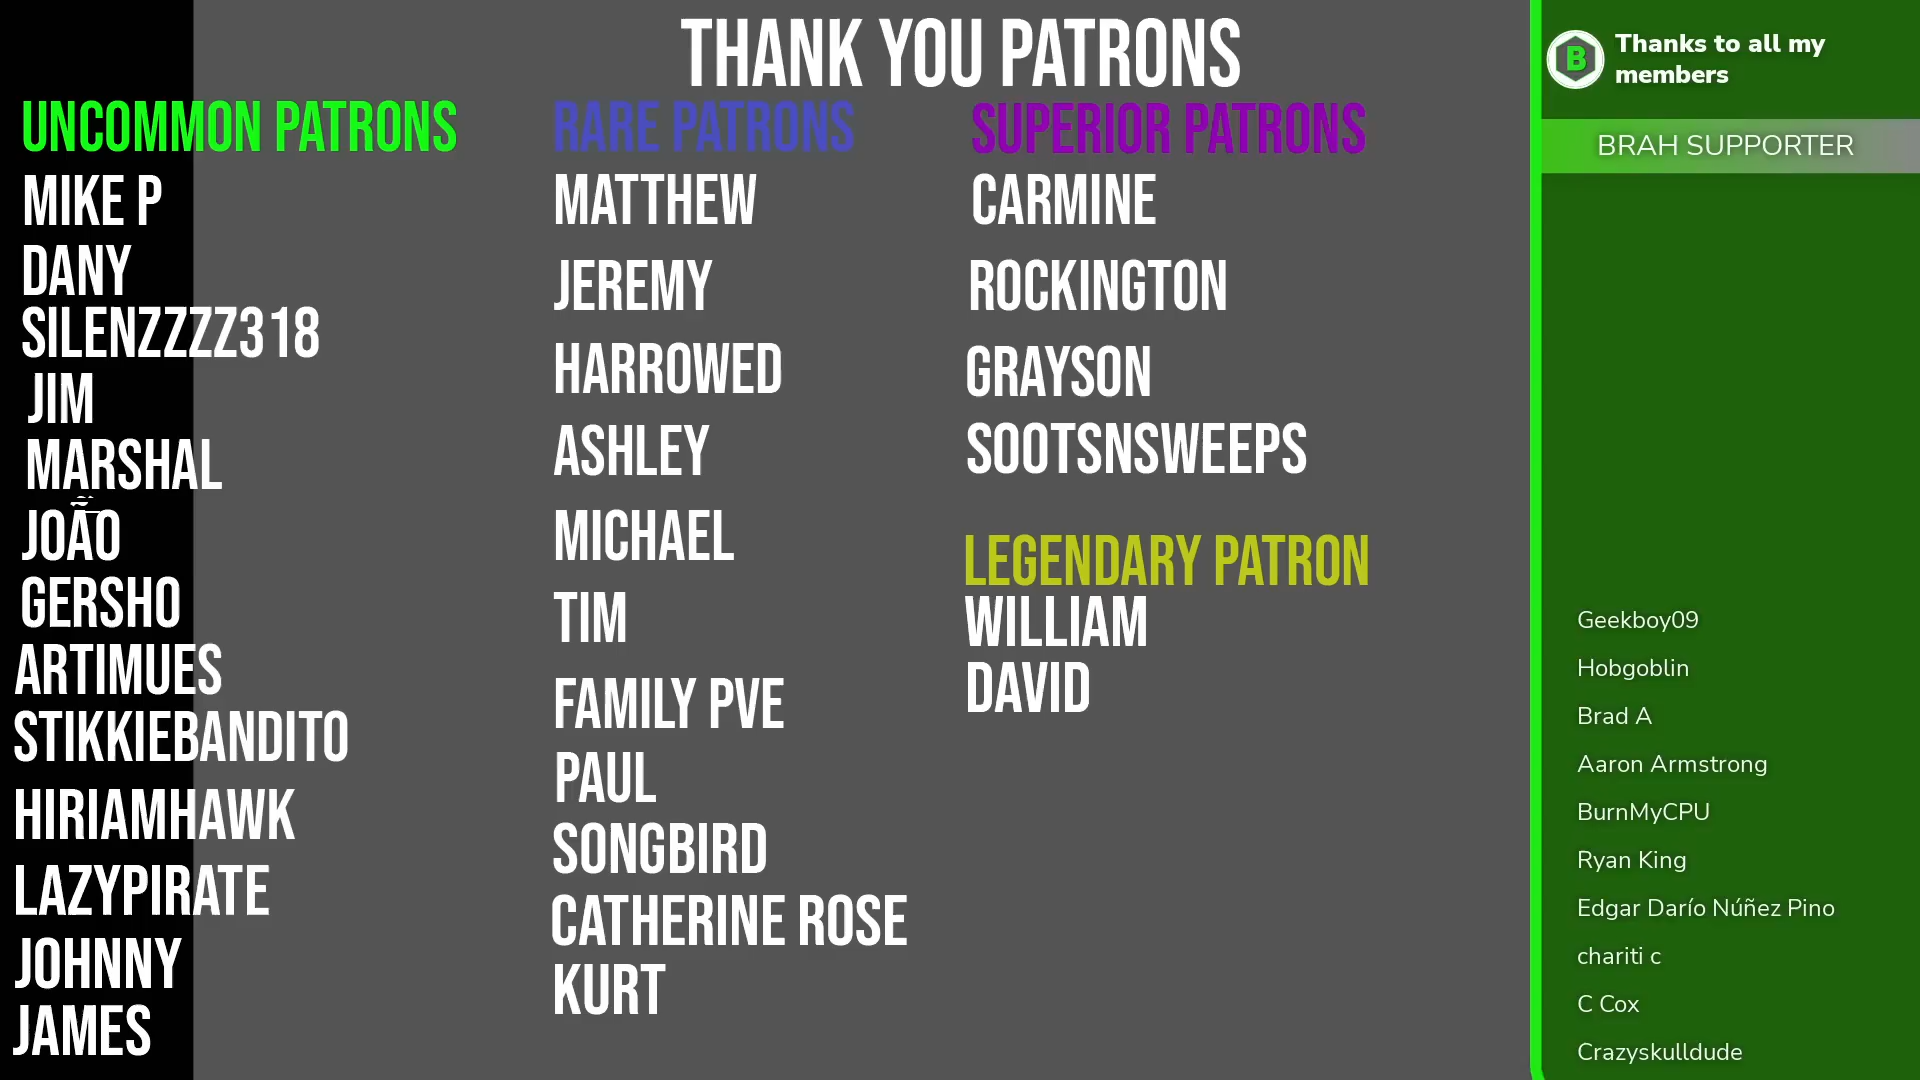 THANK YOU PATRONS
UNCOMMON PATRONS
MIKE P
DANY
SILENZZZZ318
JIM
MARSHAL
JOÃO
GERSHO
ARTIMUES
STIKKIEBANDITO
HIRIAMHAWK
LAZYPIRATE
JOHNNY
JAMES
RARE PATRONS
MATTHEW
JEREMY
HARROWED
ASHLEY
MICHAEL
TIM
FAMILY PVE
PAUL
SONGBIRD
CATHERINE ROSE
KURT
SUPERIOR PATRONS
CARMINE
ROCKINGTON
GRAYSON
SOOTSNSWEEPS
LEGENDARY PATRON
WILLIAM
DAVID
B
Thanks to all my
members
BRAH SUPPORTER
Geekboy09
Hobgoblin
Brad A
Aaron Armstrong
BurnMyCPU
Ryan King
Edgar Darío Núñez Pino
chariti c
C Cox
Crazyskulldude